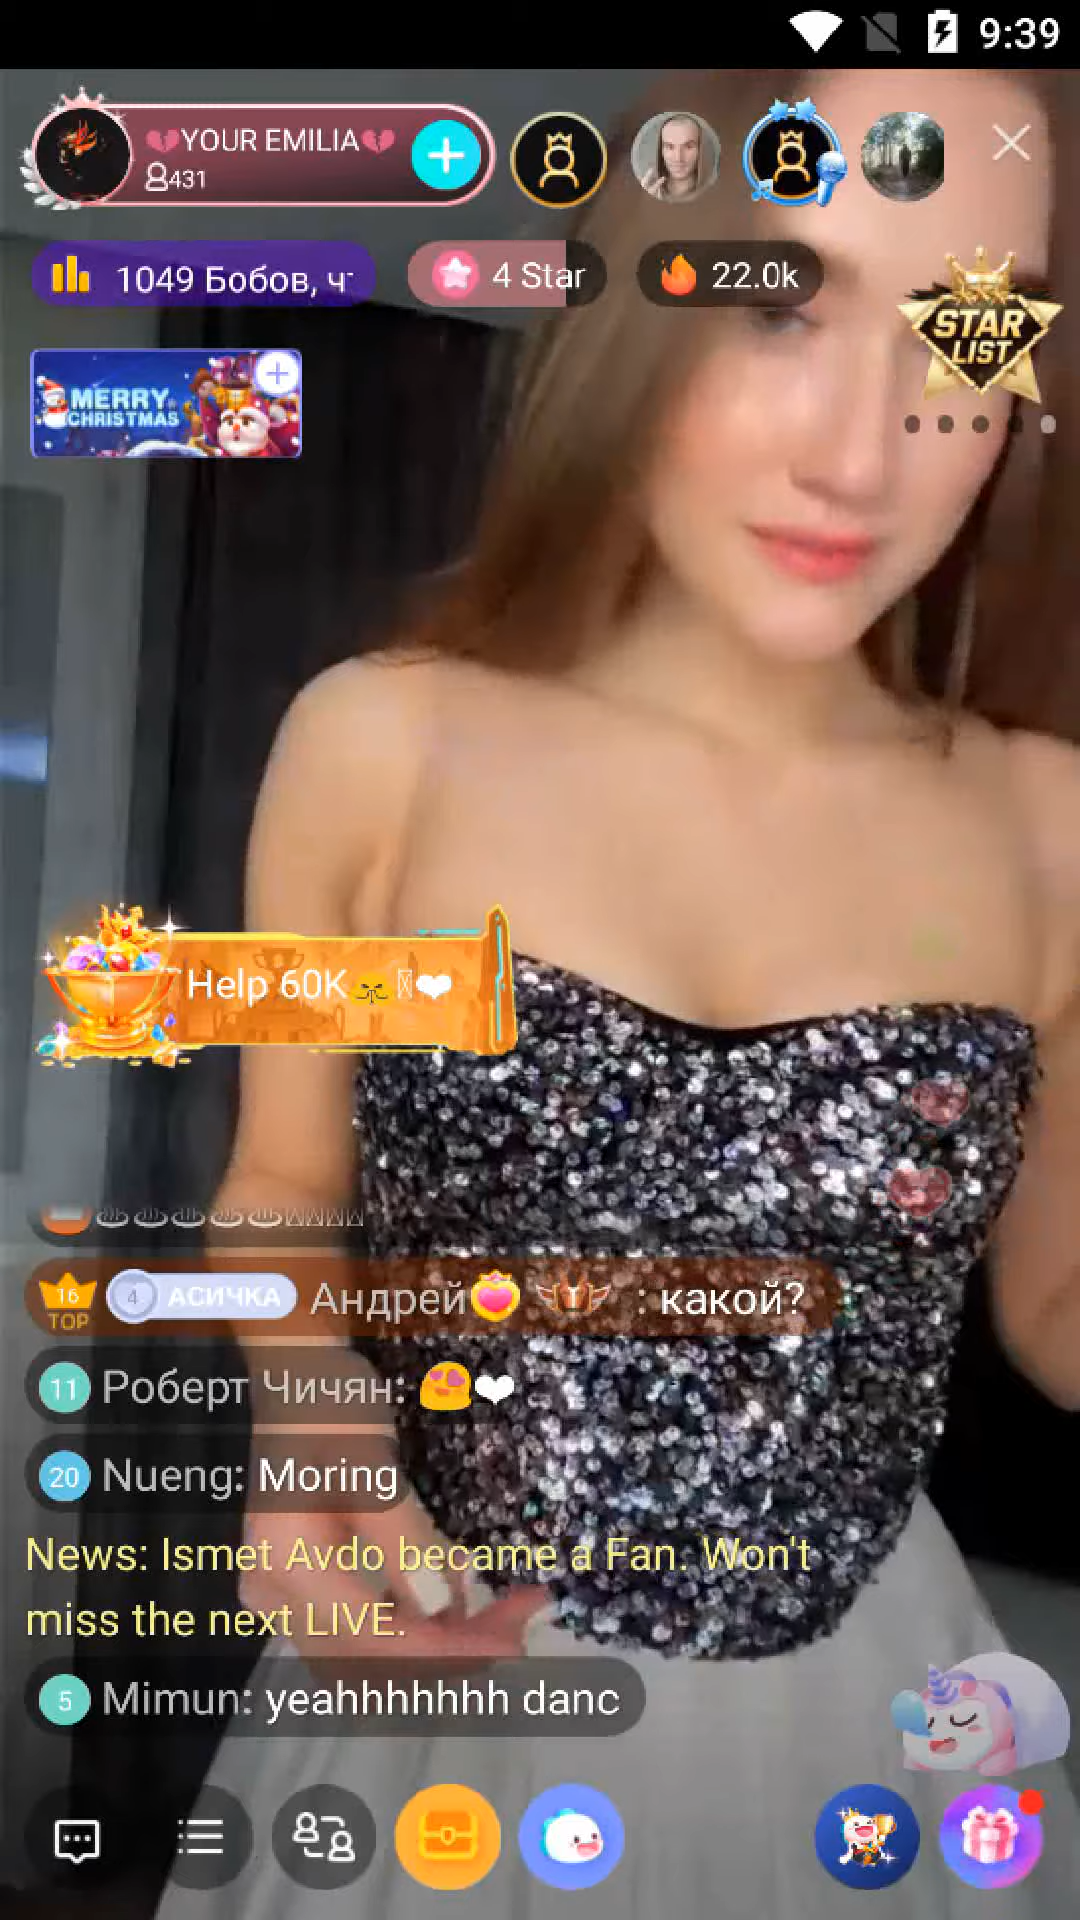 9:39
💔YOUR EMILIA💔
431
1049 Бобов, ч
4 Star
22.0k
STAR
LIST
MERRY
CHRISTMAS
Help 60K
16
TOP
4 АСИЧКА Андрей : какой?
11 Роберт Чичян: 😍❤
20 Nueng: Moring
News: Ismet Avdo became a Fan. Won't
miss the next LIVE.
5 Mimun: yeahhhhhhh danc